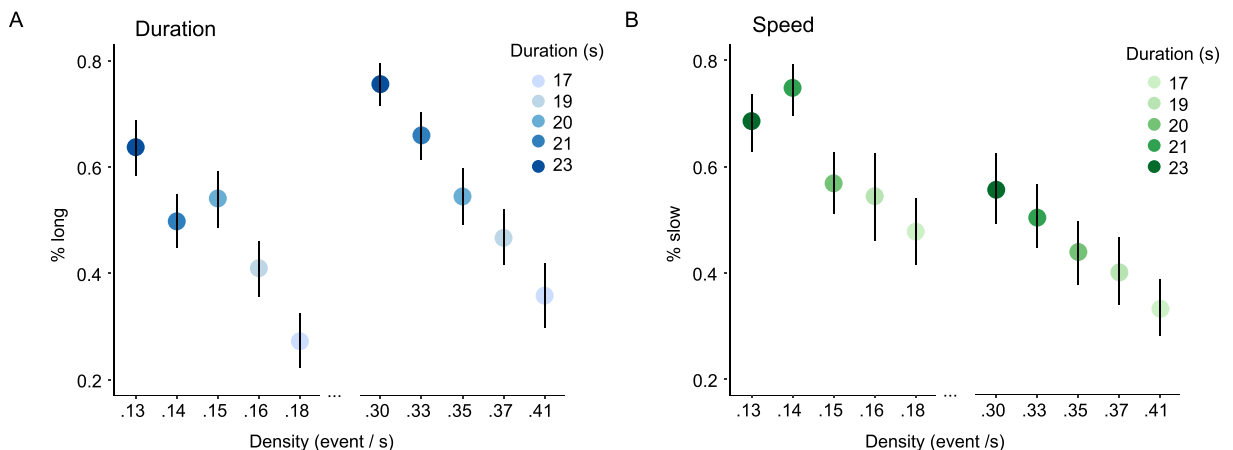 A
Duration
% long
0.8
0.6
0.4
0.2
Duration (s)
17
19
20
21
23
.13 .14 .15 .16 .18 ... .30 .33 .35 .37 .41
Density (event / s)
B
Speed
% slow
0.8
0.6
0.4
0.2
Duration (s)
17
19
20
21
23
.13 .14 .15 .16 .18 ... .30 .33 .35 .37 .41
Density (event /s)